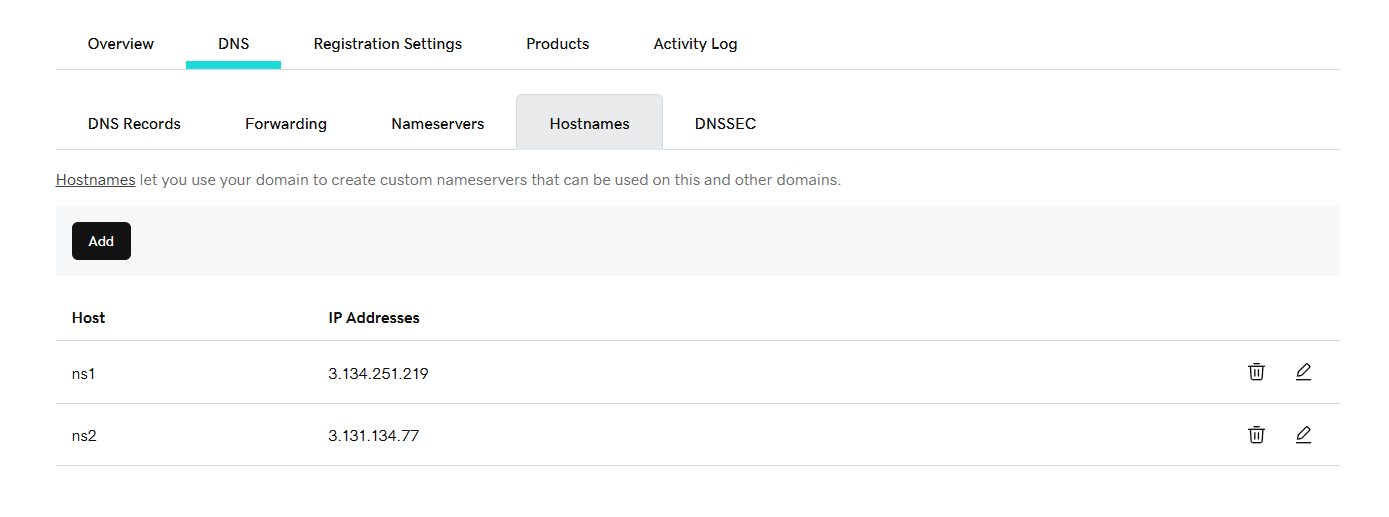 Overview DNS Registration Settings Products Activity Log
DNS Records Forwarding Nameservers Hostnames DNSSEC
Hostnames let you use your domain to create custom nameservers that can be used on this and other domains.
Add
Host IP Addresses
ns1 3.134.251.219
ns2 3.131.134.77